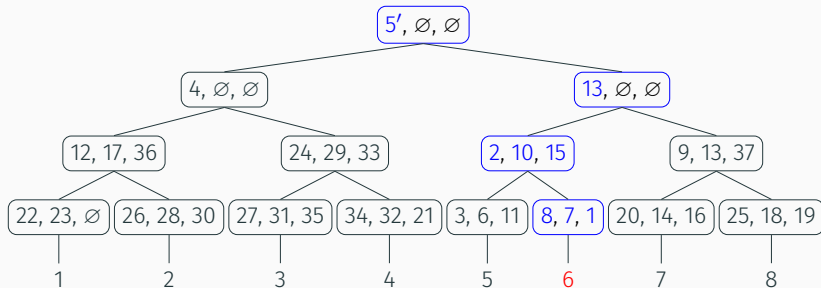 5′, ∅, ∅
4, ∅, ∅ 13, ∅, ∅
12, 17, 36 24, 29, 33 2, 10, 15 9, 13, 37
22, 23, ∅ 26, 28, 30 27, 31, 35 34, 32, 21 3, 6, 11 8, 7, 1 20, 14, 16 25, 18, 19
1 2 3 4 5 6 7 8